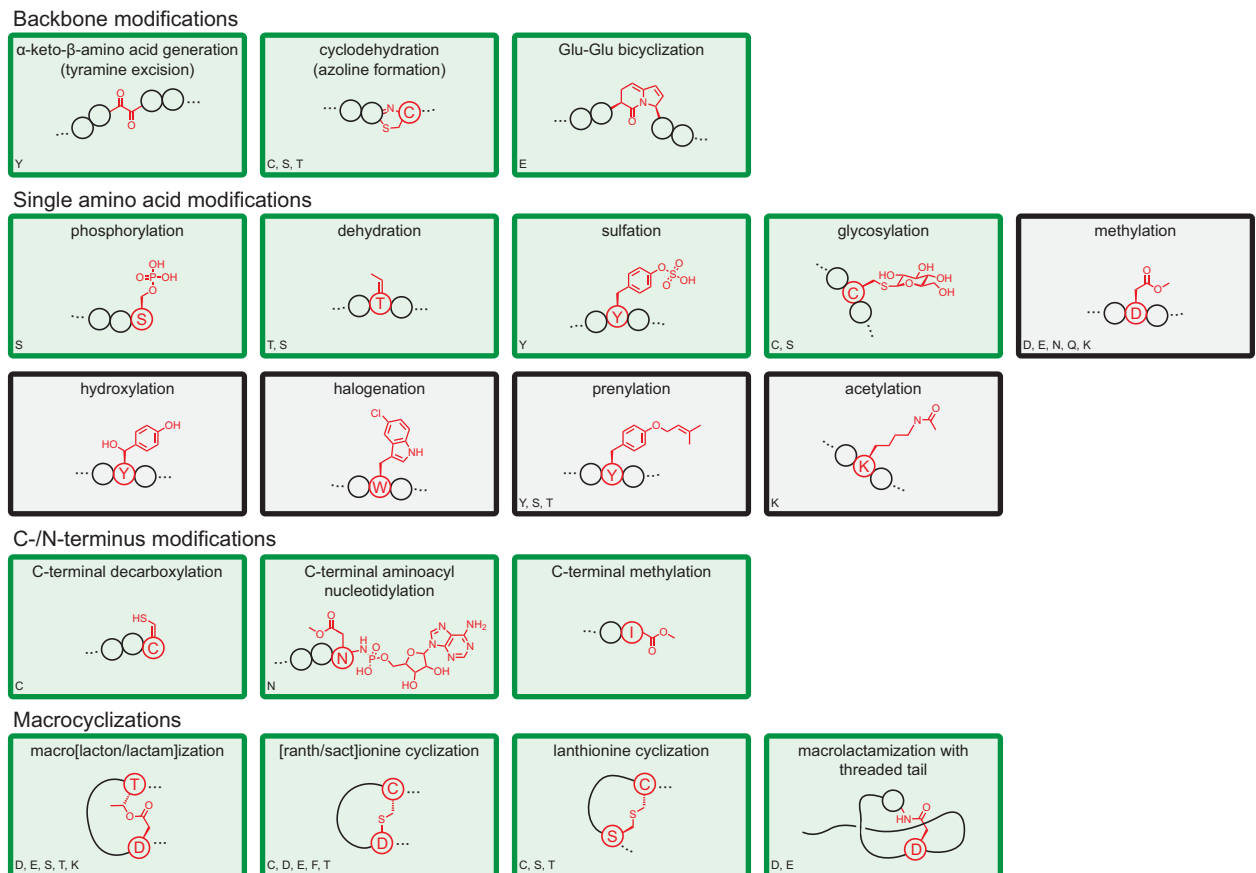 Backbone modifications
α-keto-β-amino acid generation
(tyramine excision)
O
O
Y
cyclodehydration
(azoline formation)
N
C
S
C, S, T
Glu-Glu bicyclization
N
O
E
Single amino acid modifications
phosphorylation
OH
O=P-OH
O
S
S
dehydration
T
T, S
sulfation
O
O
S
O
OH
Y
Y
glycosylation
OH
HO
OH
O
S
OH
C
C, S
methylation
O
O
D
D, E, N, Q, K
hydroxylation
OH
HO
Y
halogenation
Cl
NH
W
prenylation
O
Y
Y, S, T
acetylation
O
N
H
K
K
C-/N-terminus modifications
C-terminal decarboxylation
HS
C
C
C-terminal aminoacyl
nucleotidylation
O
O
NH2
N
N
N
N
H
N
O
N
P
O
O
HO
HO
OH
N
C-terminal methylation
I
O
O
Macrocyclizations
macro[lacton/lactam]ization
T
O
O
D
D, E, S, T, K
[ranth/sact]ionine cyclization
C
S
D
C, D, E, F, T
lanthionine cyclization
C
S
S
C, S, T
macrolactamization with
threaded tail
HN
O
D
D, E